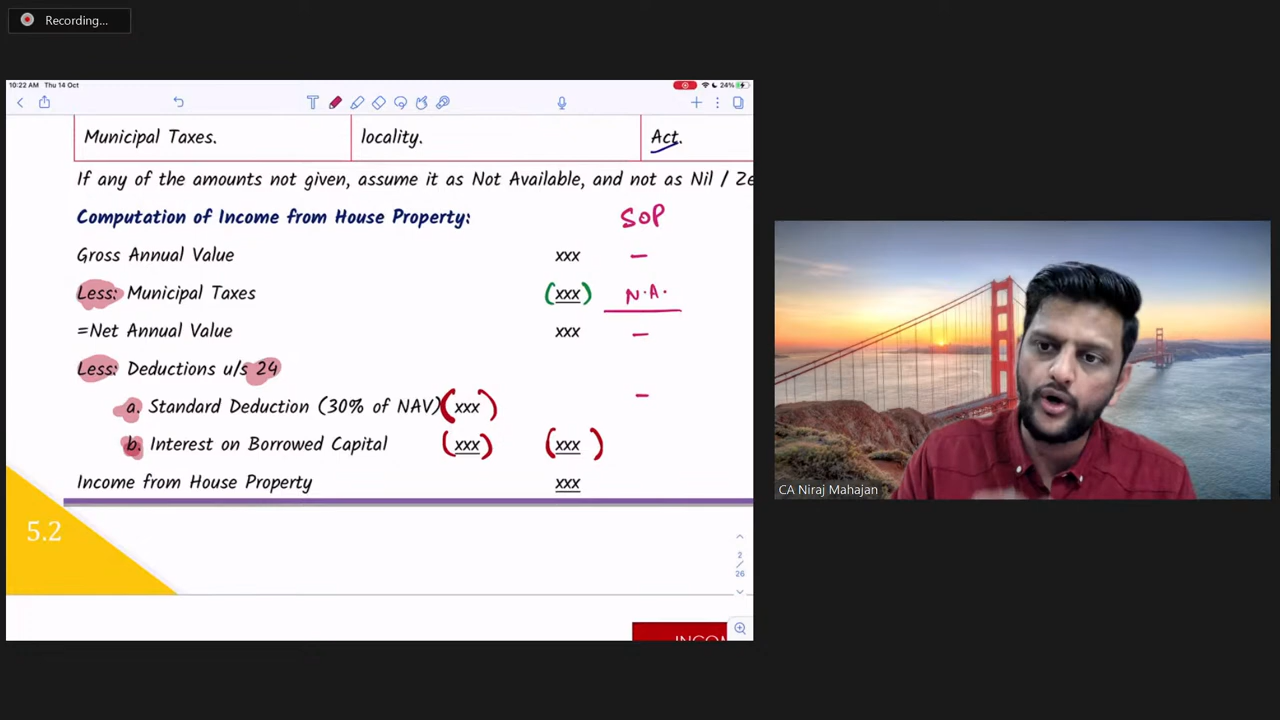 Recording...
10:22 AM Thu 14 Oct
24%
Municipal Taxes.
locality.
Act.
If any of the amounts not given, assume it as Not Available, and not as Nil / Ze
Computation of Income from House Property: SOP
Gross Annual Value xxx –
Less: Municipal Taxes (xxx) N.A.
=Net Annual Value xxx –
Less: Deductions u/s 24
a. Standard Deduction (30% of NAV) (xxx) –
b. Interest on Borrowed Capital (xxx) (xxx)
Income from House Property xxx
5.2
2
/
26
CA Niraj Mahajan